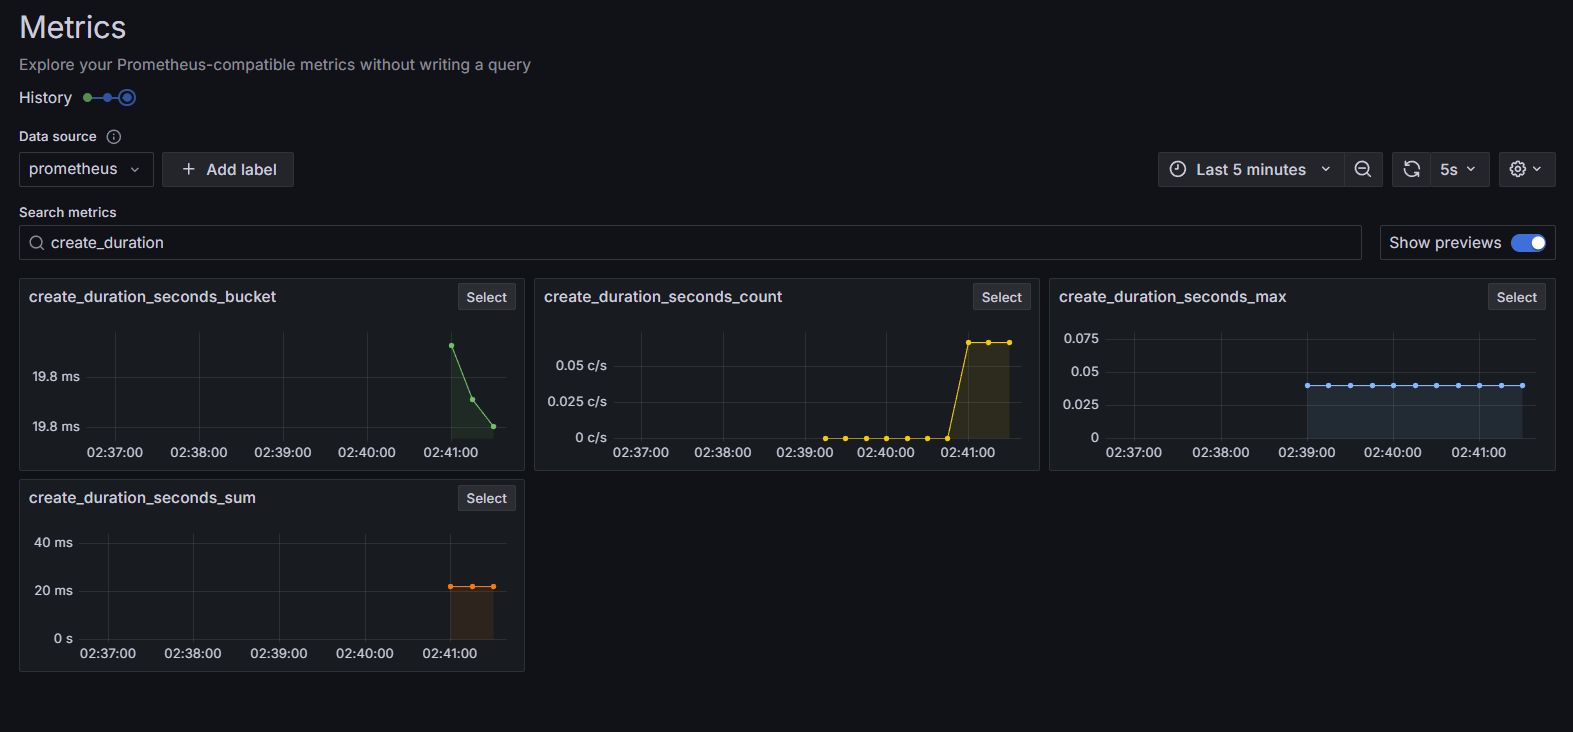 Metrics
Explore your Prometheus-compatible metrics without writing a query
History
Data source
prometheus
Add label
Last 5 minutes
5s
Search metrics
create_duration
Show previews
create_duration_seconds_bucket
Select
19.8 ms
19.8 ms
02:37:00 02:38:00 02:39:00 02:40:00 02:41:00
create_duration_seconds_count
Select
0.05 c/s
0.025 c/s
0 c/s
02:37:00 02:38:00 02:39:00 02:40:00 02:41:00
create_duration_seconds_max
Select
0.075
0.05
0.025
0
02:37:00 02:38:00 02:39:00 02:40:00 02:41:00
create_duration_seconds_sum
Select
40 ms
20 ms
0 s
02:37:00 02:38:00 02:39:00 02:40:00 02:41:00